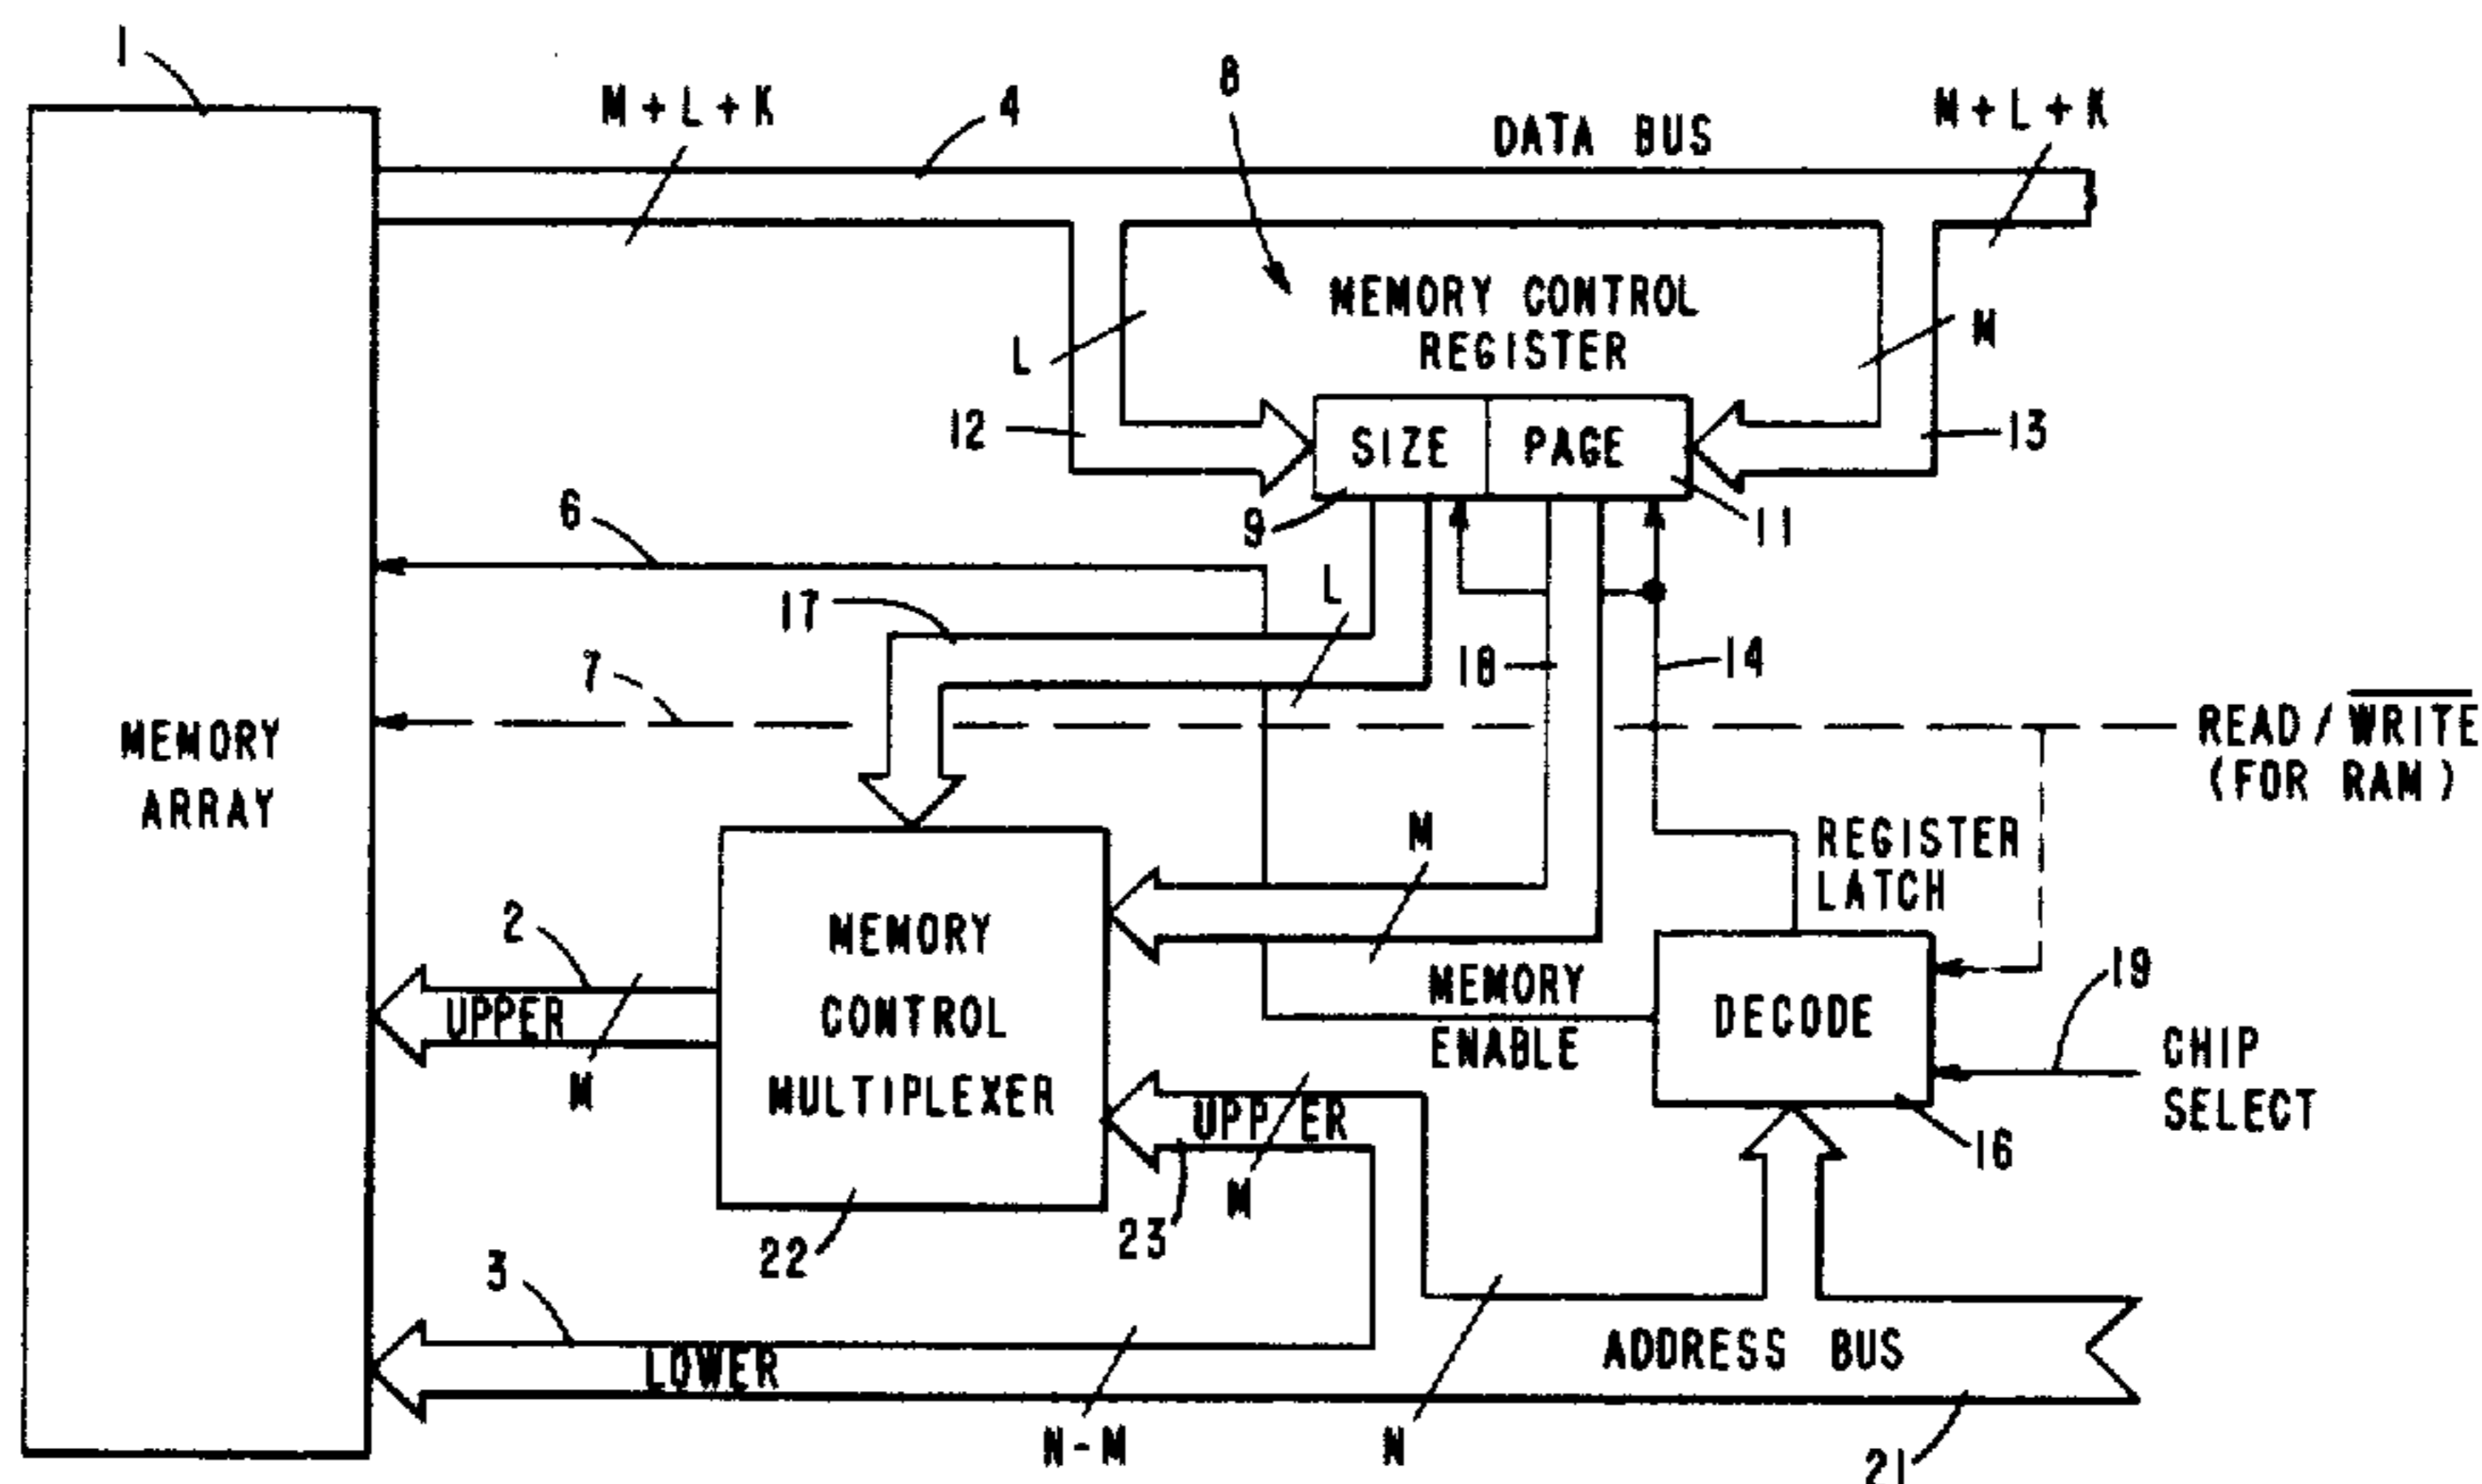 1
M+L+K
4
8
DATA BUS
M+L+K
MEMORY CONTROL
REGISTER
L
M
12
SIZE
PAGE
13
6
9
11
17
L
7
18
14
READ/WRITE
(FOR RAM)
MEMORY
ARRAY
M
REGISTER
LATCH
2
MEMORY
CONTROL
MULTIPLEXER
UPPER
M
MEMORY
ENABLE
DECODE
19
CHIP
SELECT
UPPER
M
23
16
22
3
LOWER
ADDRESS BUS
N-M
N
21